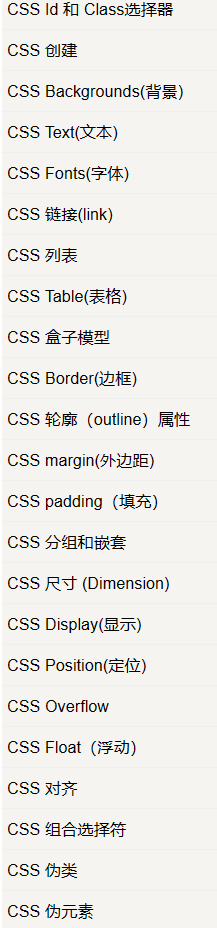 CSS Id 和 Class选择器
CSS 创建
CSS Backgrounds(背景)
CSS Text(文本)
CSS Fonts(字体)
CSS 链接(link)
CSS 列表
CSS Table(表格)
CSS 盒子模型
CSS Border(边框)
CSS 轮廓（outline）属性
CSS margin(外边距)
CSS padding（填充）
CSS 分组和嵌套
CSS 尺寸 (Dimension)
CSS Display(显示)
CSS Position(定位)
CSS Overflow
CSS Float（浮动）
CSS 对齐
CSS 组合选择符
CSS 伪类
CSS 伪元素